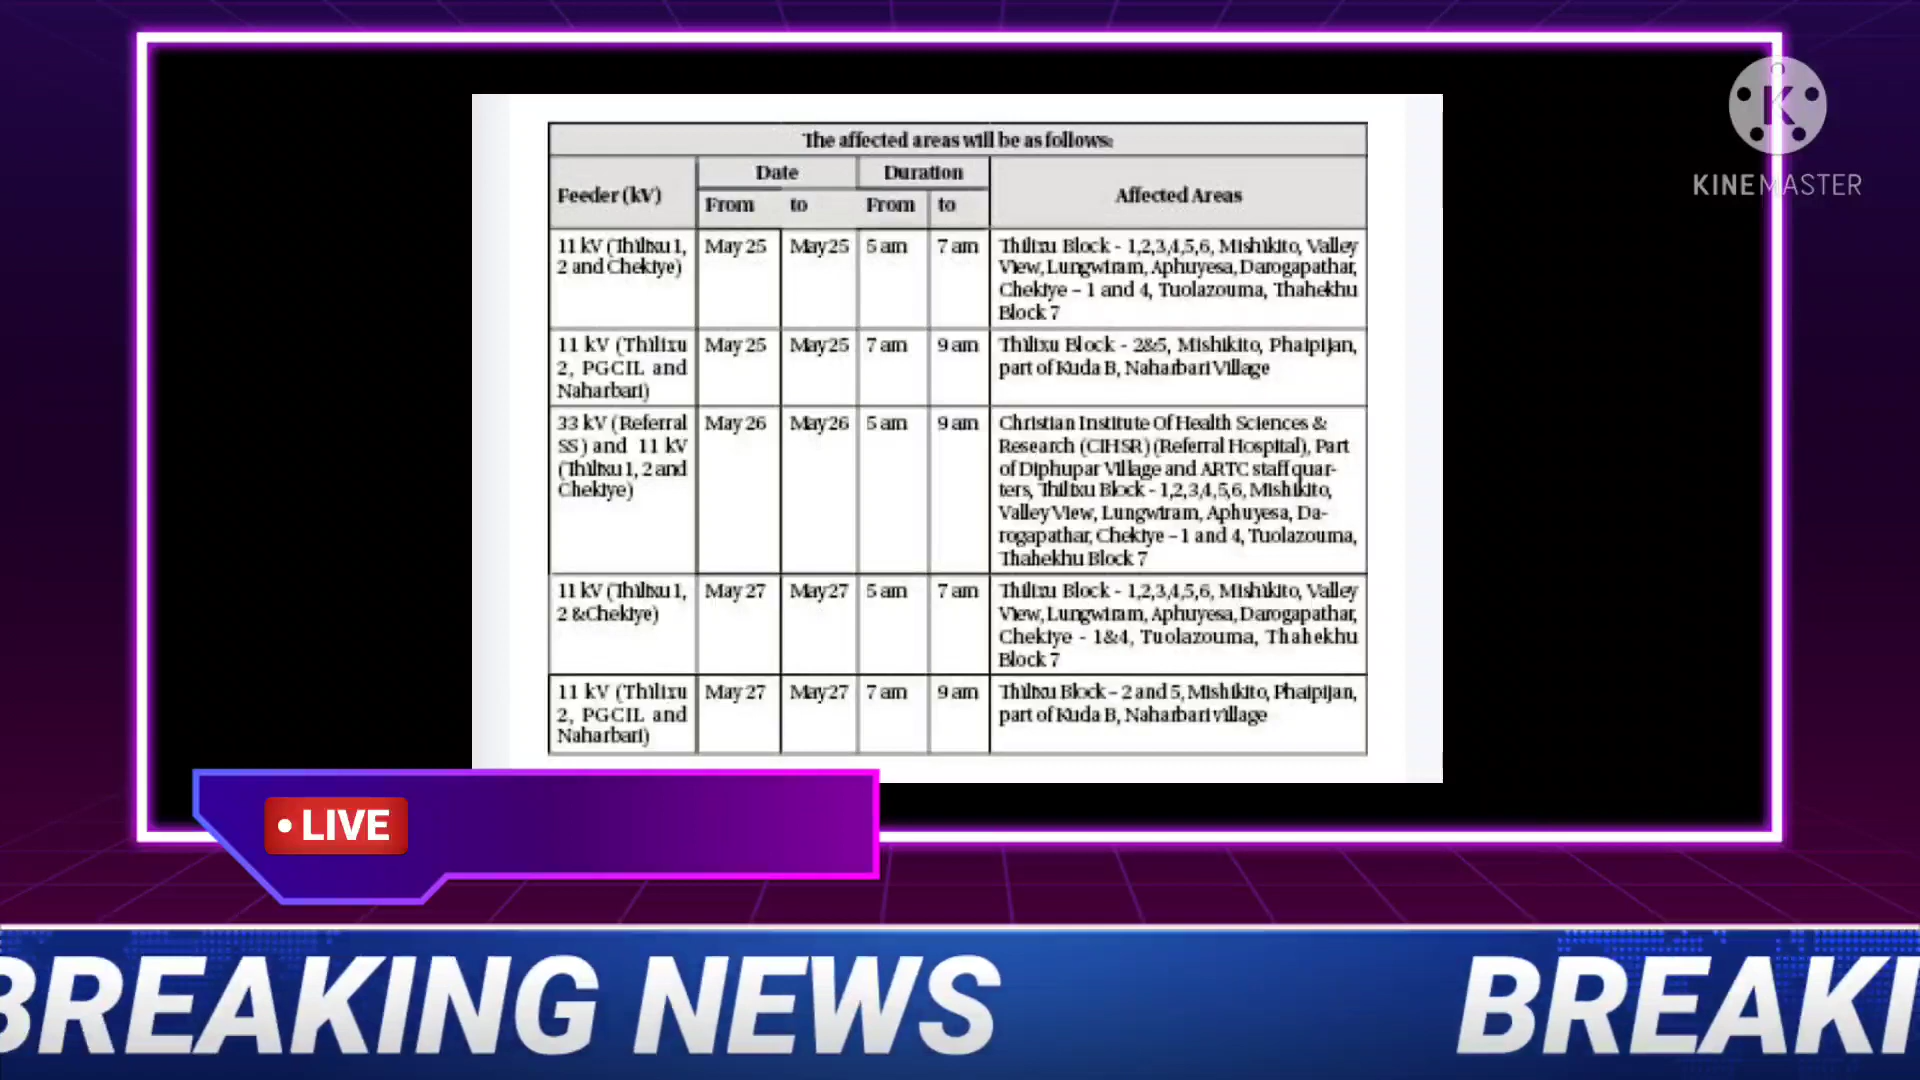 The affected areas will be as follows:
Feeder (kV) Date Duration Affected Areas
From to From to
11 kV (Thilixu 1, 2 and Chekiye) May 25 May 25 5 am 7 am Thilixu Block - 1,2,3,4,5,6, Mishikito, Valley
View, Lungwiram, Aphuyesa, Darogapathar,
Chekiye – 1 and 4, Tuolazouma, Thahekhu
Block 7
11 kV (Thilixu 2, PGCIL and Naharbari) May 25 May 25 7 am 9 am Thilixu Block - 2&5, Mishikito, Phaipijan,
part of Kuda B, Naharbari Village
33 kV (Referral SS) and 11 kV (Thilixu 1, 2 and Chekiye) May 26 May 26 5 am 9 am Christian Institute Of Health Sciences &
Research (CIHSR) (Referral Hospital), Part
of Diphupar Village and ARTC staff quar-
ters, Thilixu Block - 1,2,3,4,5,6, Mishikito,
Valley View, Lungwiram, Aphuyesa, Da-
rogapathar, Chekiye – 1 and 4, Tuolazouma,
Thahekhu Block 7
11 kV (Thilixu 1, 2 &Chekiye) May 27 May 27 5 am 7 am Thilixu Block - 1,2,3,4,5,6, Mishikito, Valley
View, Lungwiram, Aphuyesa, Darogapathar,
Chekiye - 1&4, Tuolazouma, Thahekhu
Block 7
11 kV (Thilixu 2, PGCIL and Naharbari) May 27 May 27 7 am 9 am Thilixu Block – 2 and 5, Mishikito, Phaipijan,
part of Kuda B, Naharbari village
K
KINEMASTER
• LIVE
BREAKING NEWS BREAKI